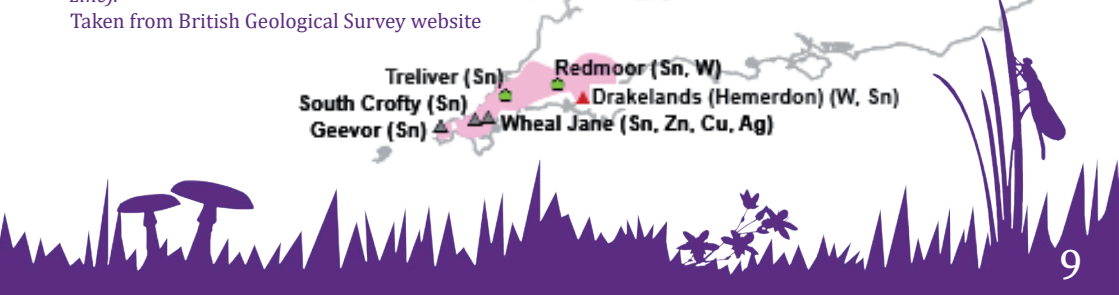 zinc).
Taken from British Geological Survey website
Treliver (Sn)
Redmoor (Sn, W)
South Crofty (Sn)
Drakelands (Hemerdon) (W, Sn)
Geevor (Sn)
Wheal Jane (Sn, Zn, Cu, Ag)
9